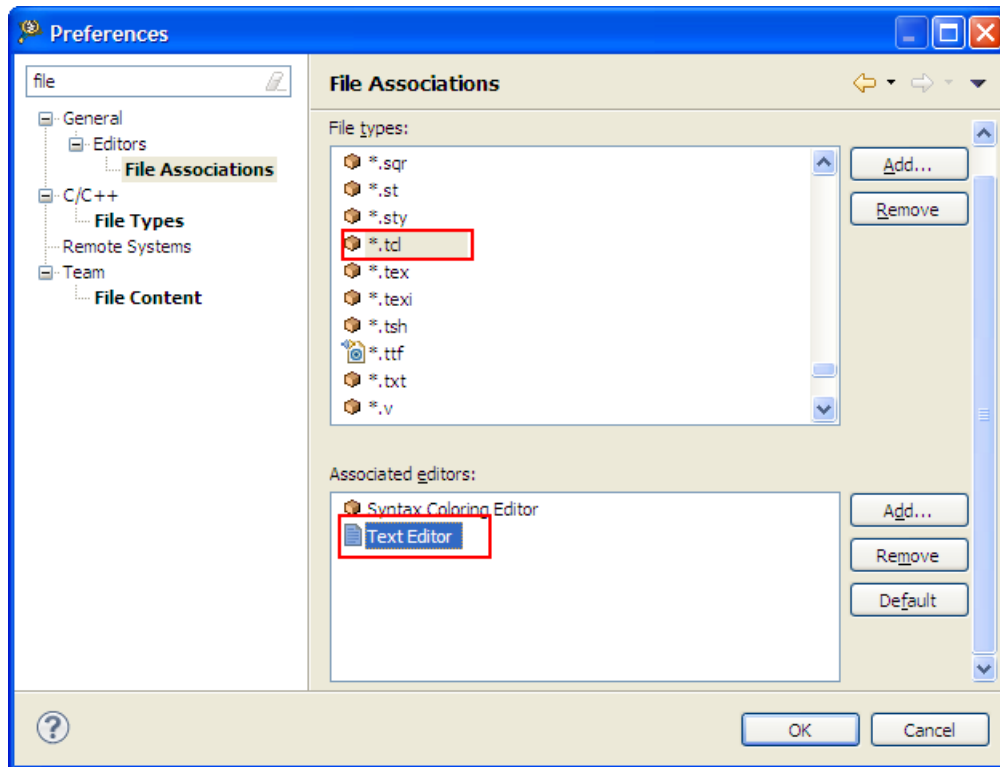 Preferences
file
General
Editors
File Associations
C/C++
File Types
Remote Systems
Team
File Content
File Associations
File types:
*.sqr
*.st
*.sty
*.tcl
*.tex
*.texi
*.tsh
*.ttf
*.txt
*.v
Add...
Remove
Associated editors:
Syntax Coloring Editor
Text Editor
Add...
Remove
Default
?
OK
Cancel